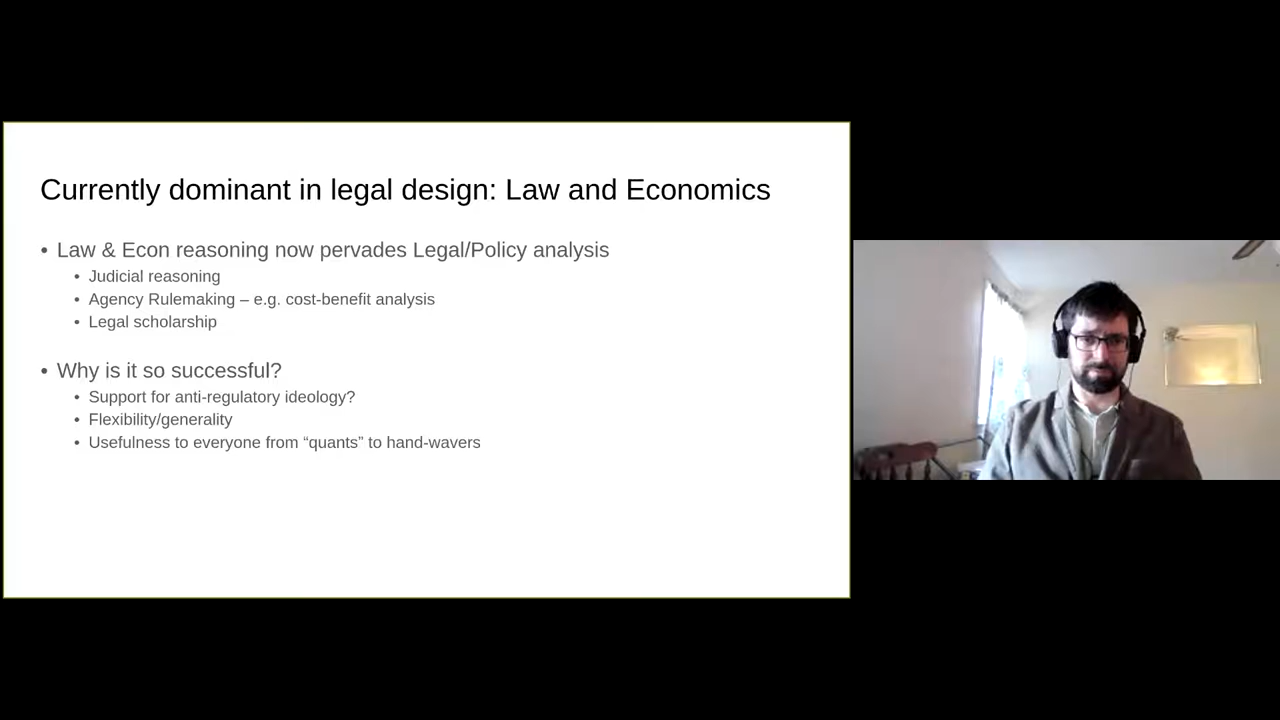 Currently dominant in legal design: Law and Economics
• Law & Econ reasoning now pervades Legal/Policy analysis
• Judicial reasoning
• Agency Rulemaking – e.g. cost-benefit analysis
• Legal scholarship
• Why is it so successful?
• Support for anti-regulatory ideology?
• Flexibility/generality
• Usefulness to everyone from “quants” to hand-wavers